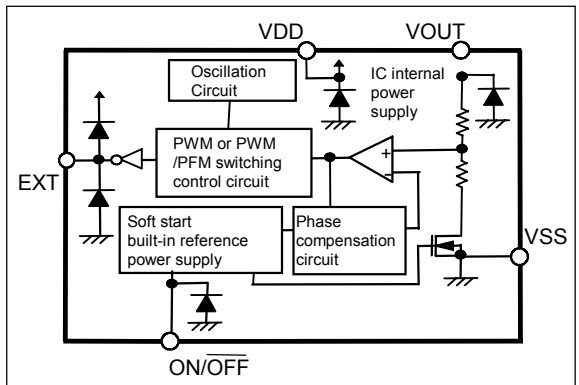 VDD
VOUT
Oscillation
Circuit
IC internal
power
supply
PWM or PWM
/PFM switching
control circuit
+
-
EXT
Soft start
built-in reference
power supply
Phase
compensation
circuit
VSS
ON/OFF